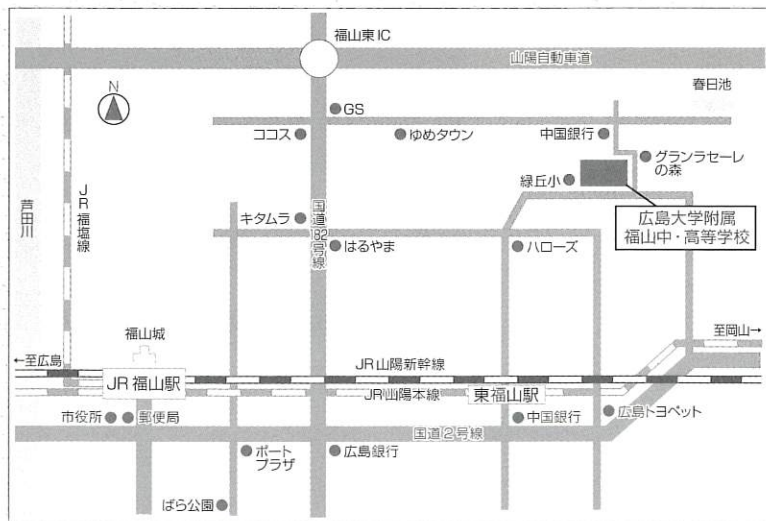 福山東IC
山陽自動車道
春日池
N
GS
ココス
ゆめタウン
中国銀行
グランラセーレ
の森
緑丘小
JR福塩線
芦田川
キタムラ
国道182号線
はるやま
ハローズ
広島大学附属
福山中・高等学校
福山城
←至広島
至岡山→
JR山陽新幹線
JR福山駅
JR山陽本線
東福山駅
市役所
郵便局
中国銀行
広島トヨペット
国道2号線
ポート
プラザ
広島銀行
ばら公園